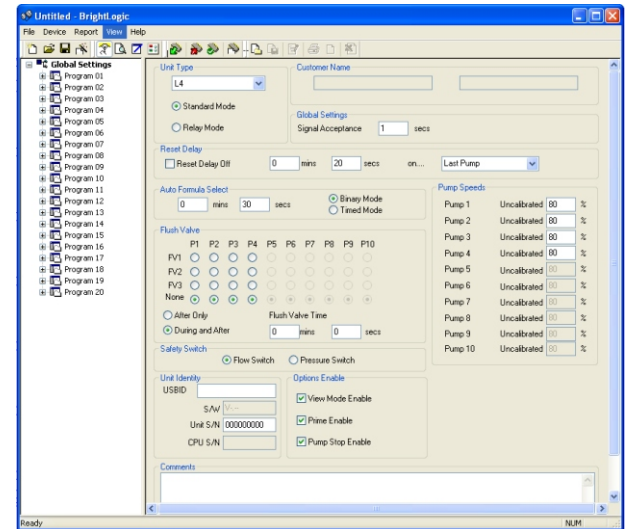 Untitled - BrightLogic
File Device Report View Help
Global Settings
Program 01
Program 02
Program 03
Program 04
Program 05
Program 06
Program 07
Program 08
Program 09
Program 10
Program 11
Program 12
Program 13
Program 14
Program 15
Program 16
Program 17
Program 18
Program 19
Program 20
Unit Type
L4
Standard Mode
Relay Mode
Customer Name
Global Settings
Signal Acceptance 1 secs
Reset Delay
Reset Delay Off 0 mins 20 secs on.... Last Pump
Auto Formula Select
0 mins 30 secs
Binary Mode
Timed Mode
Flush Valve
P1 P2 P3 P4 P5 P6 P7 P8 P9 P10
FV1
FV2
FV3
None
After Only
During and After
Flush Valve Time
0 mins 0 secs
Safety Switch
Flow Switch Pressure Switch
Unit Identity
USBID
S/W V-.--
Unit S/N 000000000
CPU S/N
Options Enable
View Mode Enable
Prime Enable
Pump Stop Enable
Pump Speeds
Pump 1 Uncalibrated 80 %
Pump 2 Uncalibrated 80 %
Pump 3 Uncalibrated 80 %
Pump 4 Uncalibrated 80 %
Pump 5 Uncalibrated 80 %
Pump 6 Uncalibrated 80 %
Pump 7 Uncalibrated 80 %
Pump 8 Uncalibrated 80 %
Pump 9 Uncalibrated 80 %
Pump 10 Uncalibrated 80 %
Comments
Ready NUM